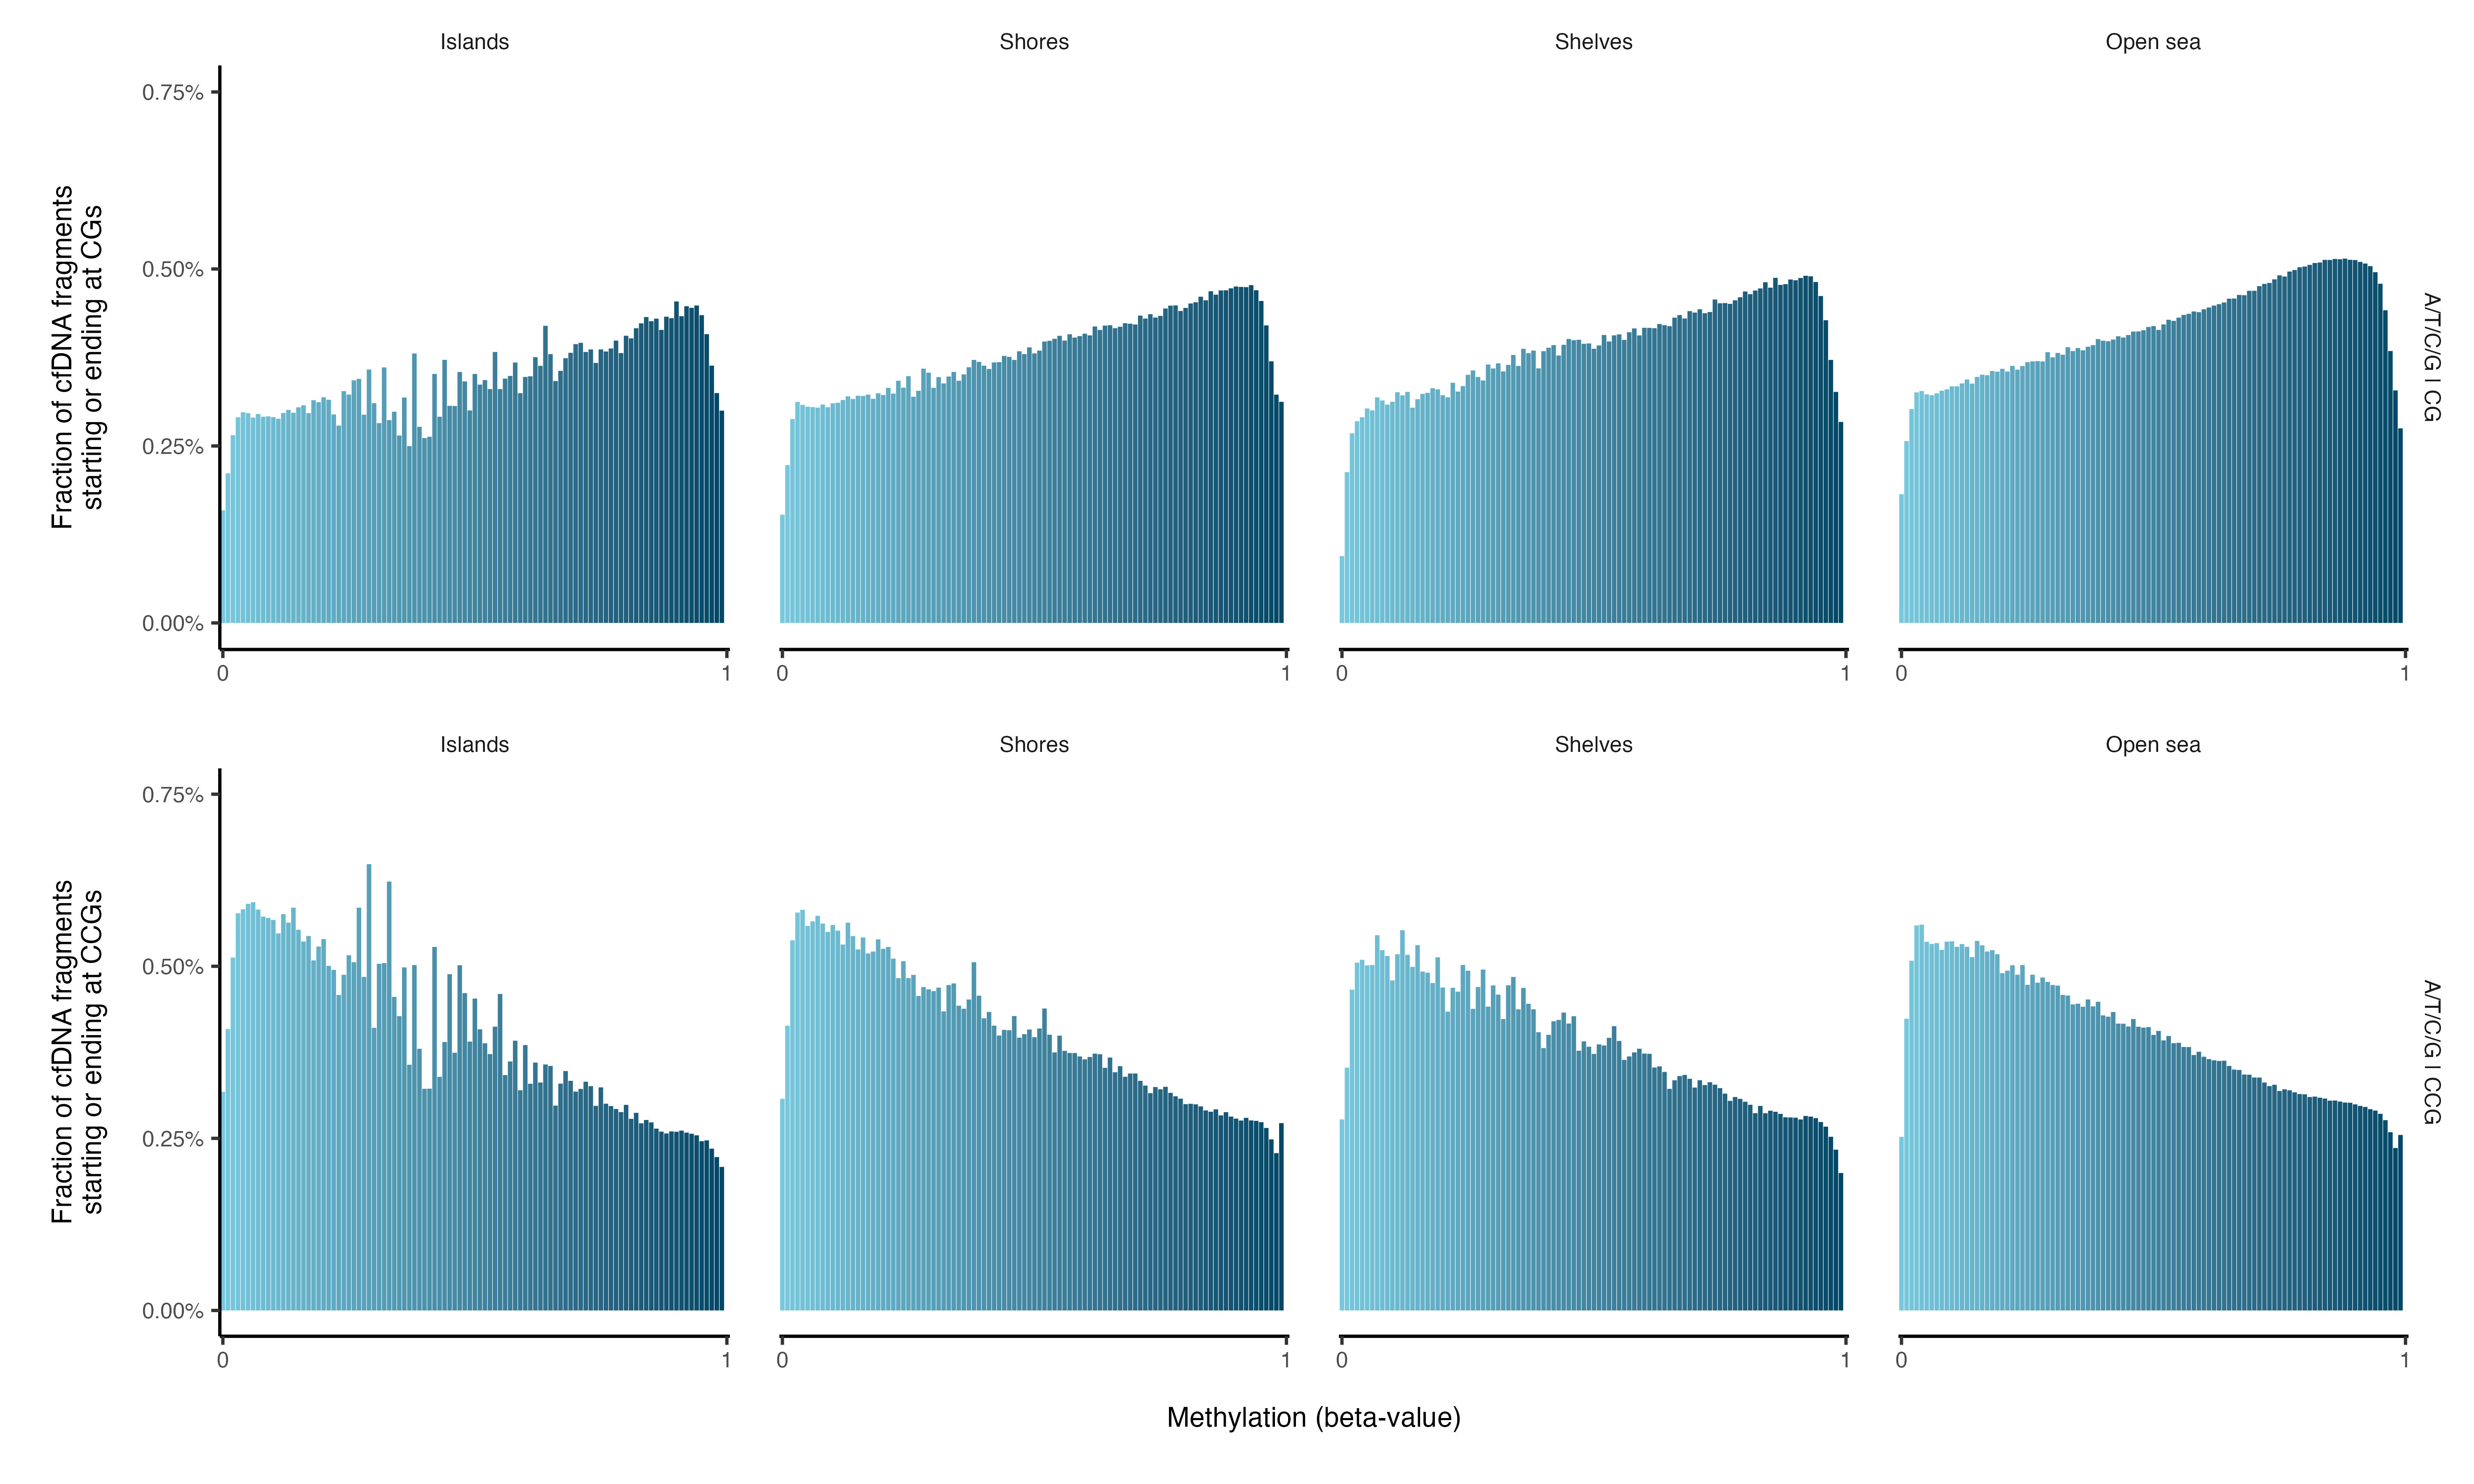 Islands
Shores
Shelves
Open sea
Fraction of cfDNA fragments
starting or ending at CGs
0.75%
0.50%
0.25%
0.00%
A/T/C/G | CG
0
1
0
1
0
1
0
1
Islands
Shores
Shelves
Open sea
Fraction of cfDNA fragments
starting or ending at CCGs
0.75%
0.50%
0.25%
0.00%
A/T/C/G | CCG
0
1
0
1
0
1
0
1
Methylation (beta-value)